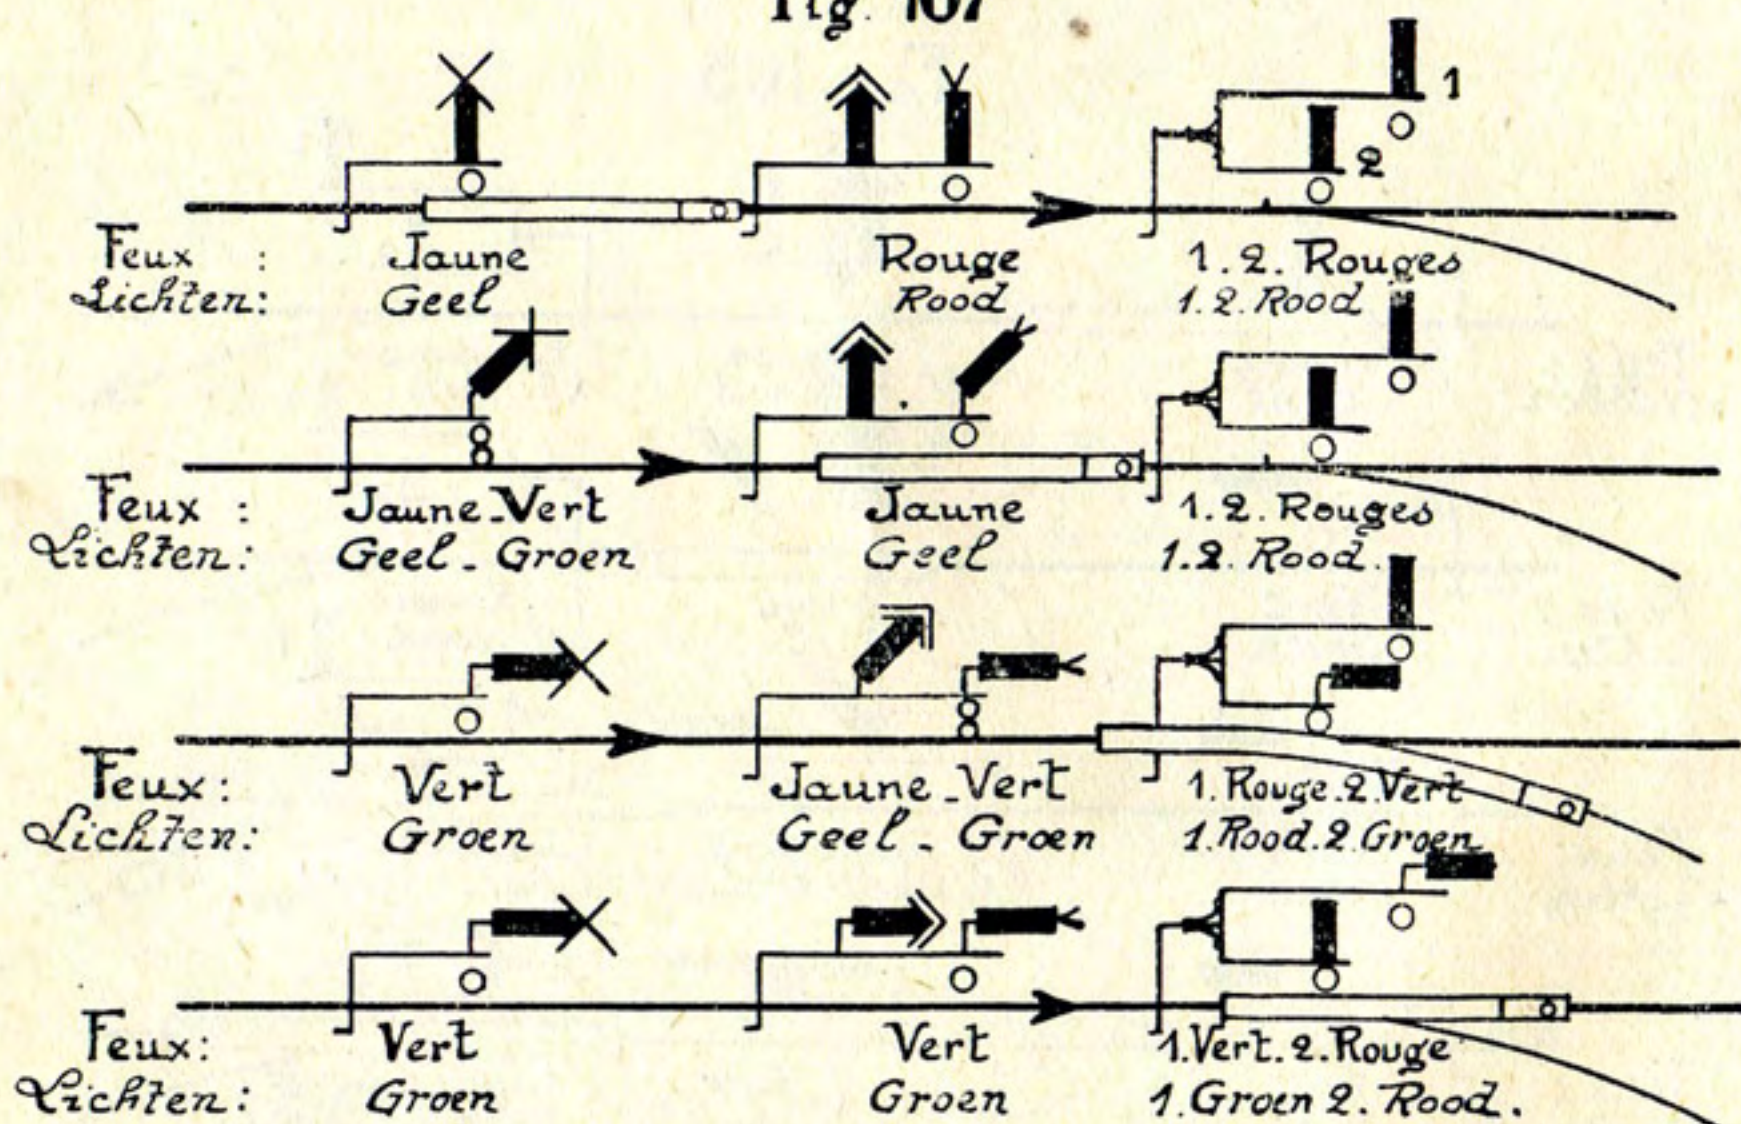 Fig. 107
1
2
Feux : Jaune Rouge 1.2. Rouges
Lichten: Geel Rood 1.2. Rood
Feux : Jaune-Vert Jaune 1.2. Rouges
Lichten: Geel - Groen Geel 1.2. Rood.
Feux: Vert Jaune-Vert 1. Rouge. 2. Vert
Lichten: Groen Geel - Groen 1. Rood. 2. Groen
Feux: Vert Vert 1. Vert. 2. Rouge
Lichten: Groen Groen 1. Groen 2. Rood.